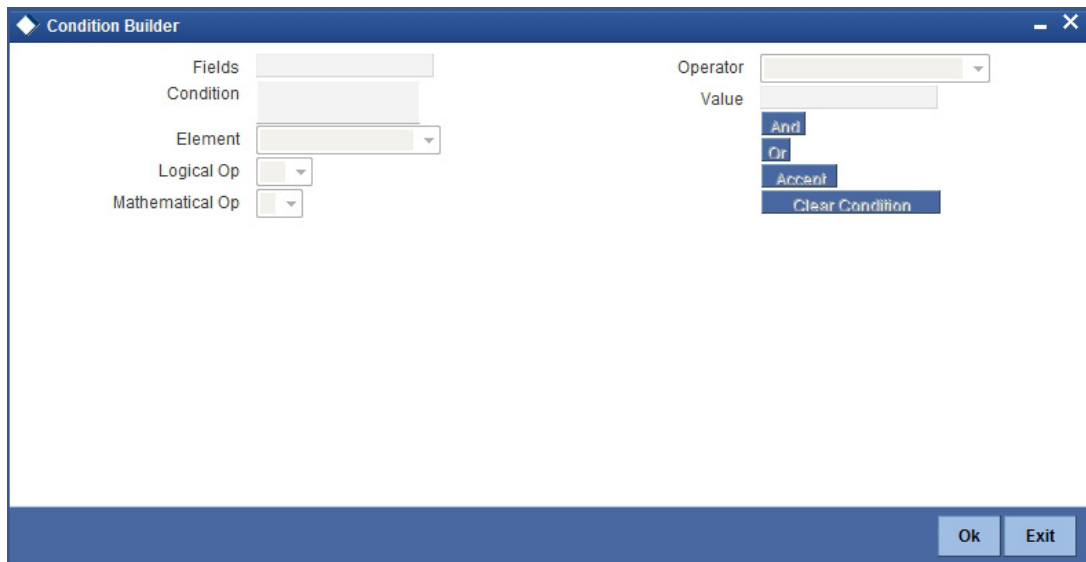 Condition Builder
Fields
Condition
Element
Logical Op
Mathematical Op
Operator
Value
And
Or
Accept
Clear Condition
Ok Exit